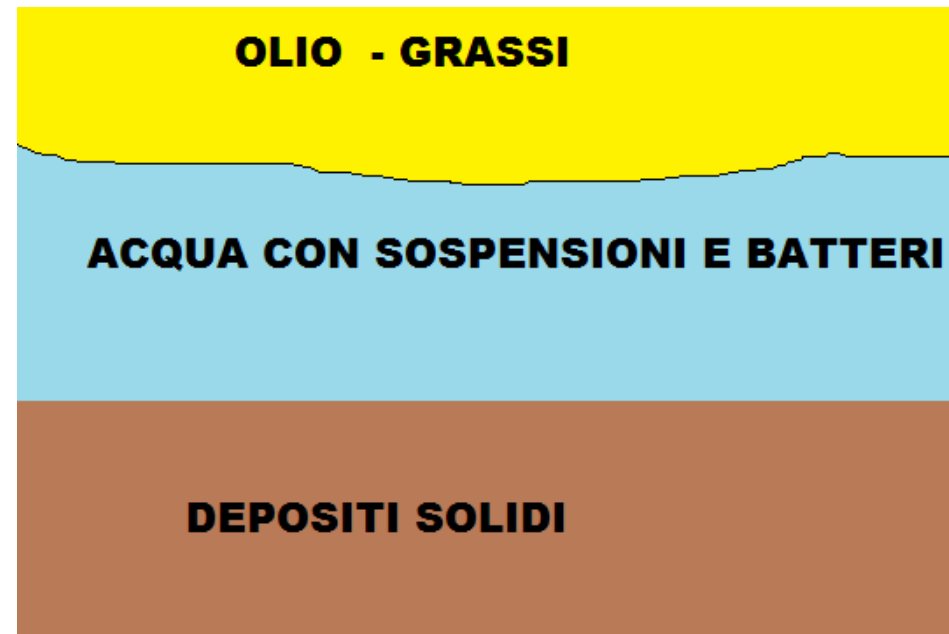 OLIO - GRASSI
ACQUA CON SOSPENSIONI E BATTERI
DEPOSITI SOLIDI